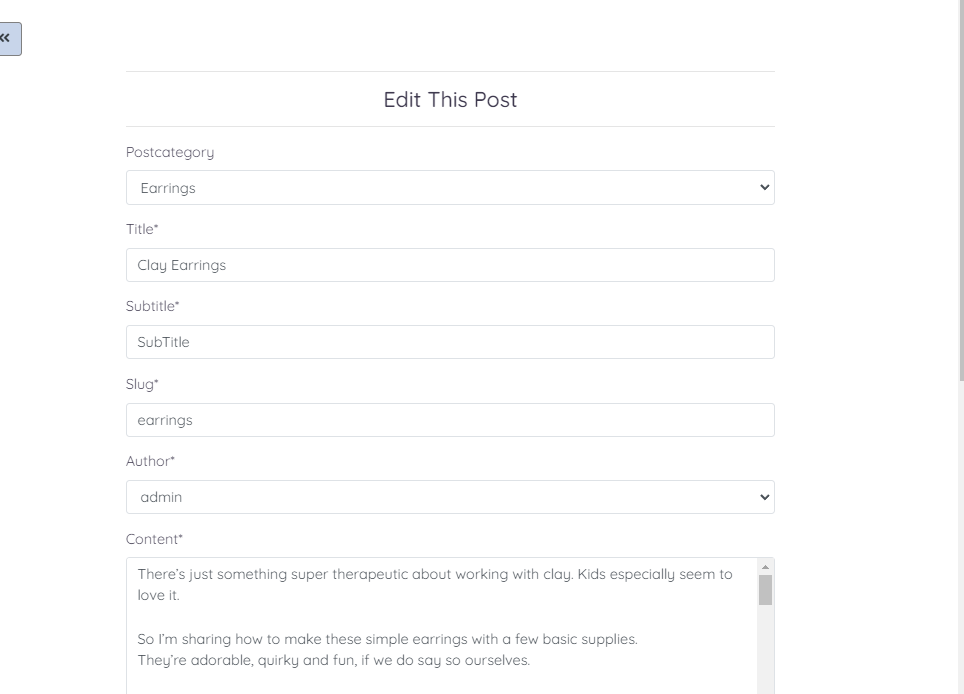 «
Edit This Post
Postcategory
Earrings
Title*
Clay Earrings
Subtitle*
SubTitle
Slug*
earrings
Author*
admin
Content*
There's just something super therapeutic about working with clay. Kids especially seem to
love it.
So I'm sharing how to make these simple earrings with a few basic supplies.
They're adorable, quirky and fun, if we do say so ourselves.